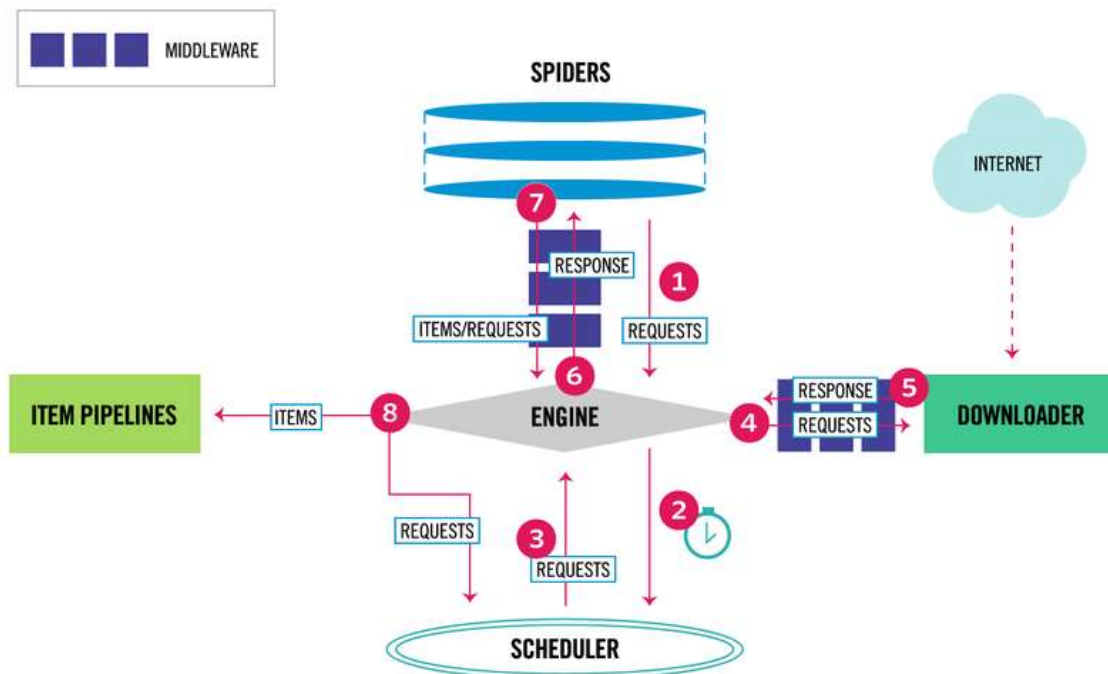 MIDDLEWARE
SPIDERS
INTERNET
7
RESPONSE
1
ITEMS/REQUESTS
REQUESTS
6
5
RESPONSE
ITEM PIPELINES
ITEMS
8
ENGINE
4
REQUESTS
DOWNLOADER
2
REQUESTS
3
REQUESTS
SCHEDULER